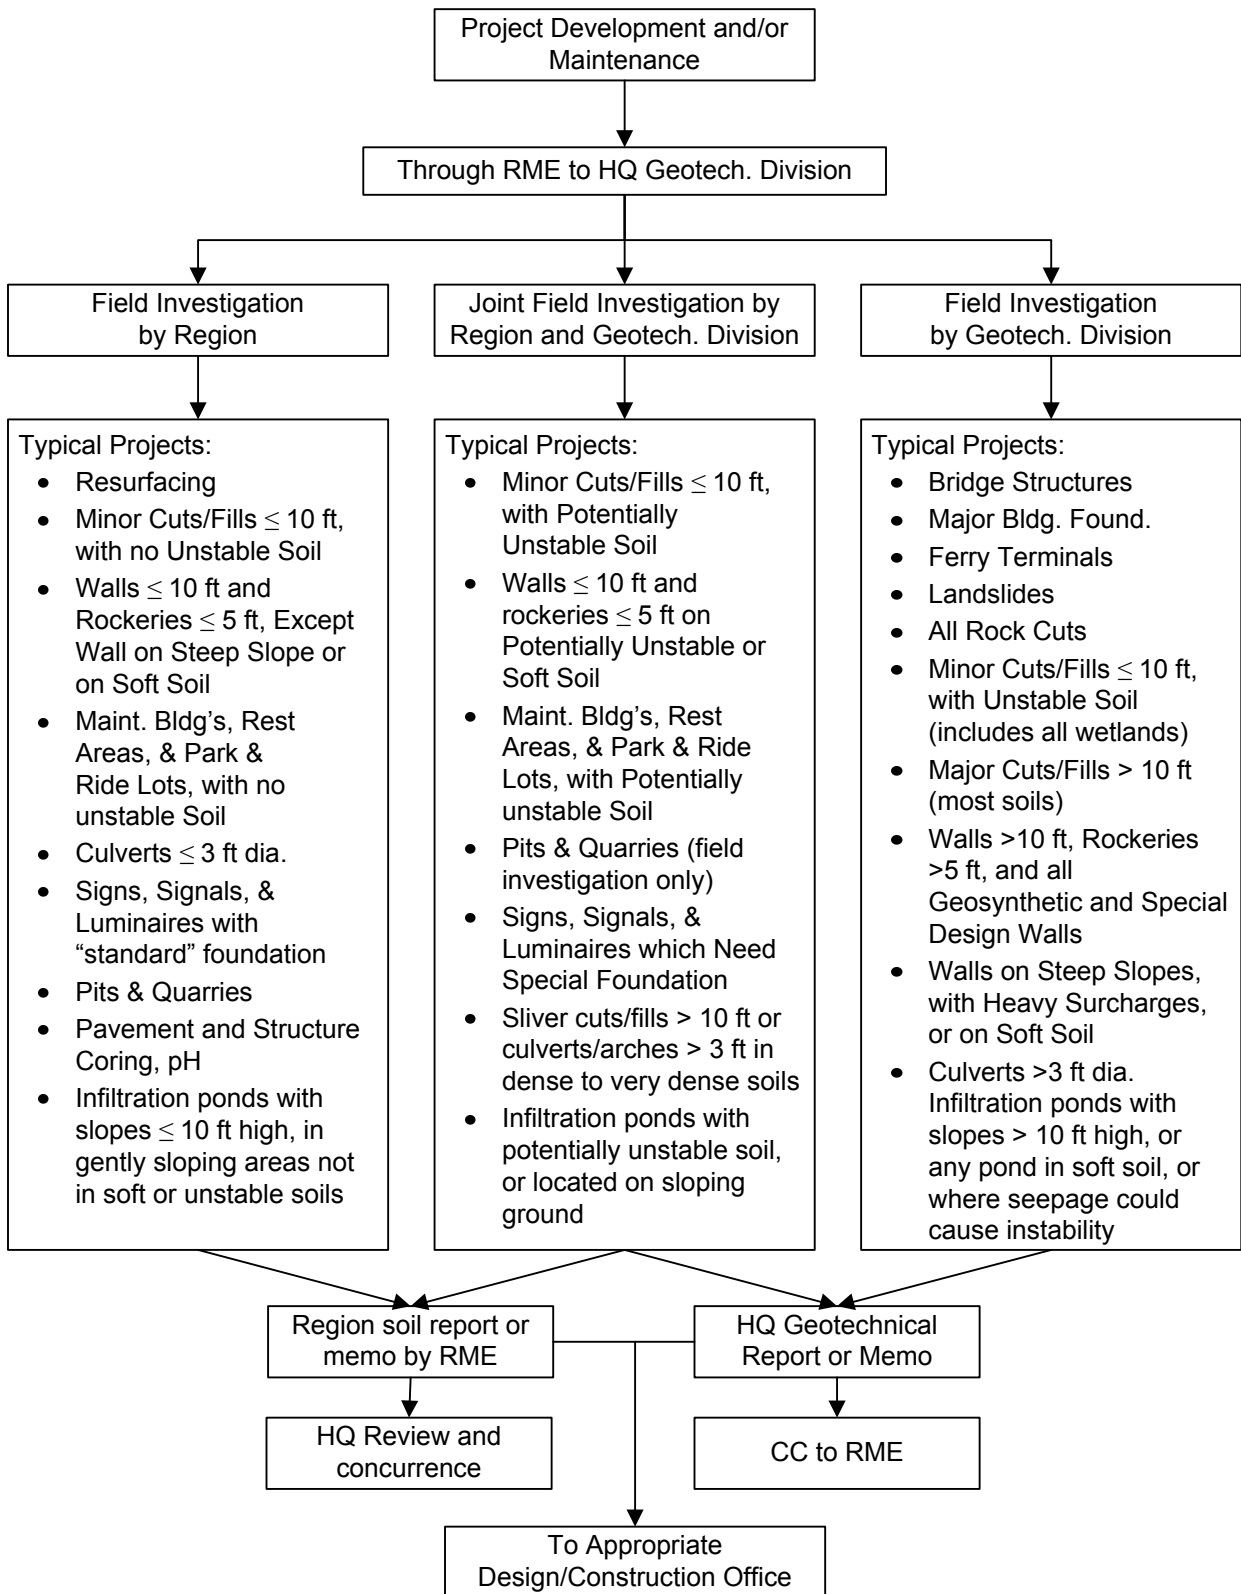 Project Development and/or
Maintenance
Through RME to HQ Geotech. Division
Field Investigation
by Region
Joint Field Investigation by
Region and Geotech. Division
Field Investigation
by Geotech. Division
Typical Projects:
• Resurfacing
• Minor Cuts/Fills ≤ 10 ft,
with no Unstable Soil
• Walls ≤ 10 ft and
Rockeries ≤ 5 ft, Except
Wall on Steep Slope or
on Soft Soil
• Maint. Bldg’s, Rest
Areas, & Park &
Ride Lots, with no
unstable Soil
• Culverts ≤ 3 ft dia.
• Signs, Signals, &
Luminaires with
“standard” foundation
• Pits & Quarries
• Pavement and Structure
Coring, pH
• Infiltration ponds with
slopes ≤ 10 ft high, in
gently sloping areas not
in soft or unstable soils
Typical Projects:
• Minor Cuts/Fills ≤ 10 ft,
with Potentially
Unstable Soil
• Walls ≤ 10 ft and
rockeries ≤ 5 ft on
Potentially Unstable or
Soft Soil
• Maint. Bldg’s, Rest
Areas, & Park & Ride
Lots, with Potentially
unstable Soil
• Pits & Quarries (field
investigation only)
• Signs, Signals, &
Luminaires which Need
Special Foundation
• Sliver cuts/fills > 10 ft or
culverts/arches > 3 ft in
dense to very dense soils
• Infiltration ponds with
potentially unstable soil,
or located on sloping
ground
Typical Projects:
• Bridge Structures
• Major Bldg. Found.
• Ferry Terminals
• Landslides
• All Rock Cuts
• Minor Cuts/Fills ≤ 10 ft,
with Unstable Soil
(includes all wetlands)
• Major Cuts/Fills > 10 ft
(most soils)
• Walls >10 ft, Rockeries
>5 ft, and all
Geosynthetic and Special
Design Walls
• Walls on Steep Slopes,
with Heavy Surcharges,
or on Soft Soil
• Culverts >3 ft dia.
Infiltration ponds with
slopes > 10 ft high, or
any pond in soft soil, or
where seepage could
cause instability
Region soil report or
memo by RME
HQ Geotechnical
Report or Memo
HQ Review and
concurrence
CC to RME
To Appropriate
Design/Construction Office